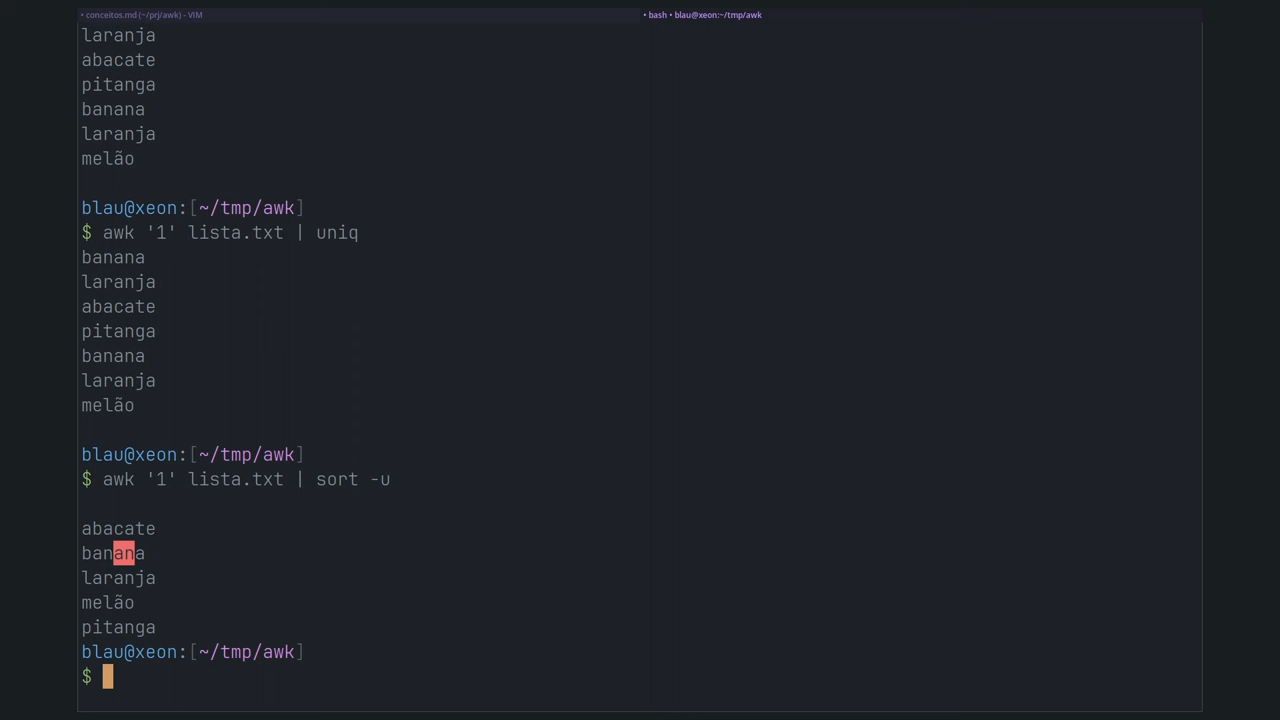 • conceitos.md (~/prj/awk) - VIM
• bash • blau@xeon:~/tmp/awk
laranja
abacate
pitanga
banana
laranja
melão
blau@xeon:[~/tmp/awk]
$ awk '1' lista.txt | uniq
banana
laranja
abacate
pitanga
banana
laranja
melão
blau@xeon:[~/tmp/awk]
$ awk '1' lista.txt | sort -u
abacate
banana
laranja
melão
pitanga
blau@xeon:[~/tmp/awk]
$